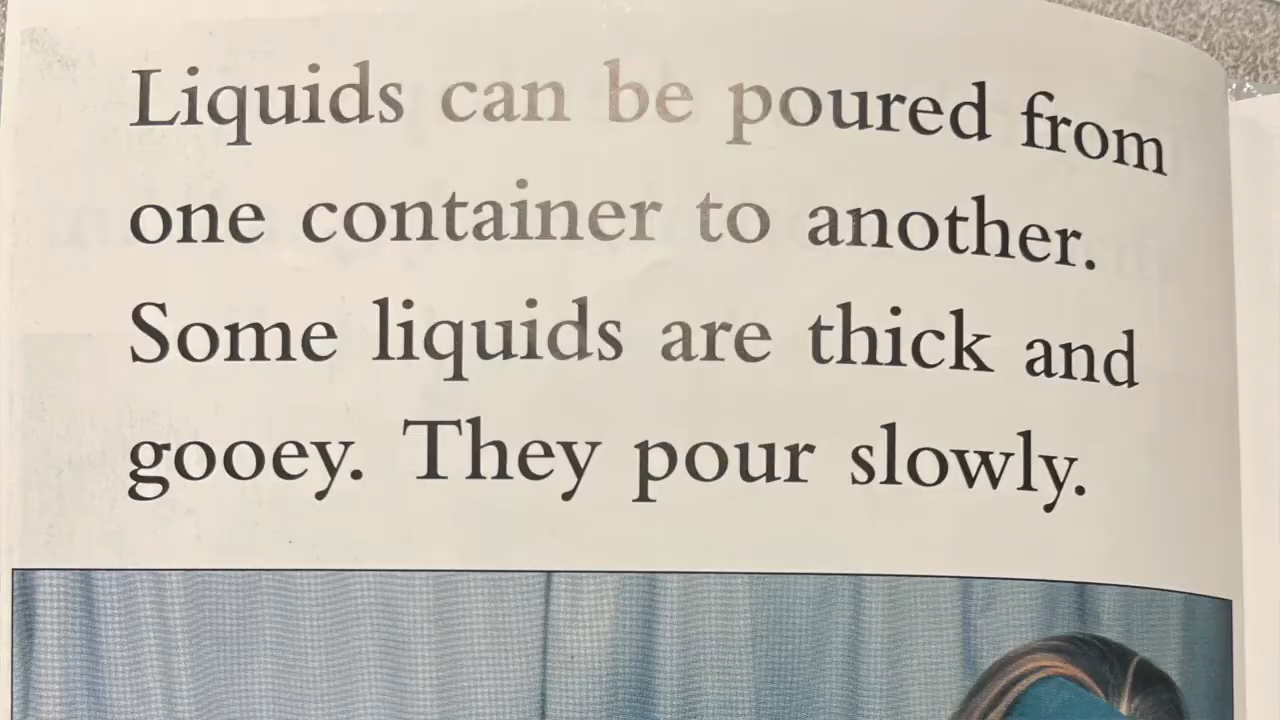 Liquids can be poured from
one container to another.
Some liquids are thick and
gooey. They pour slowly.